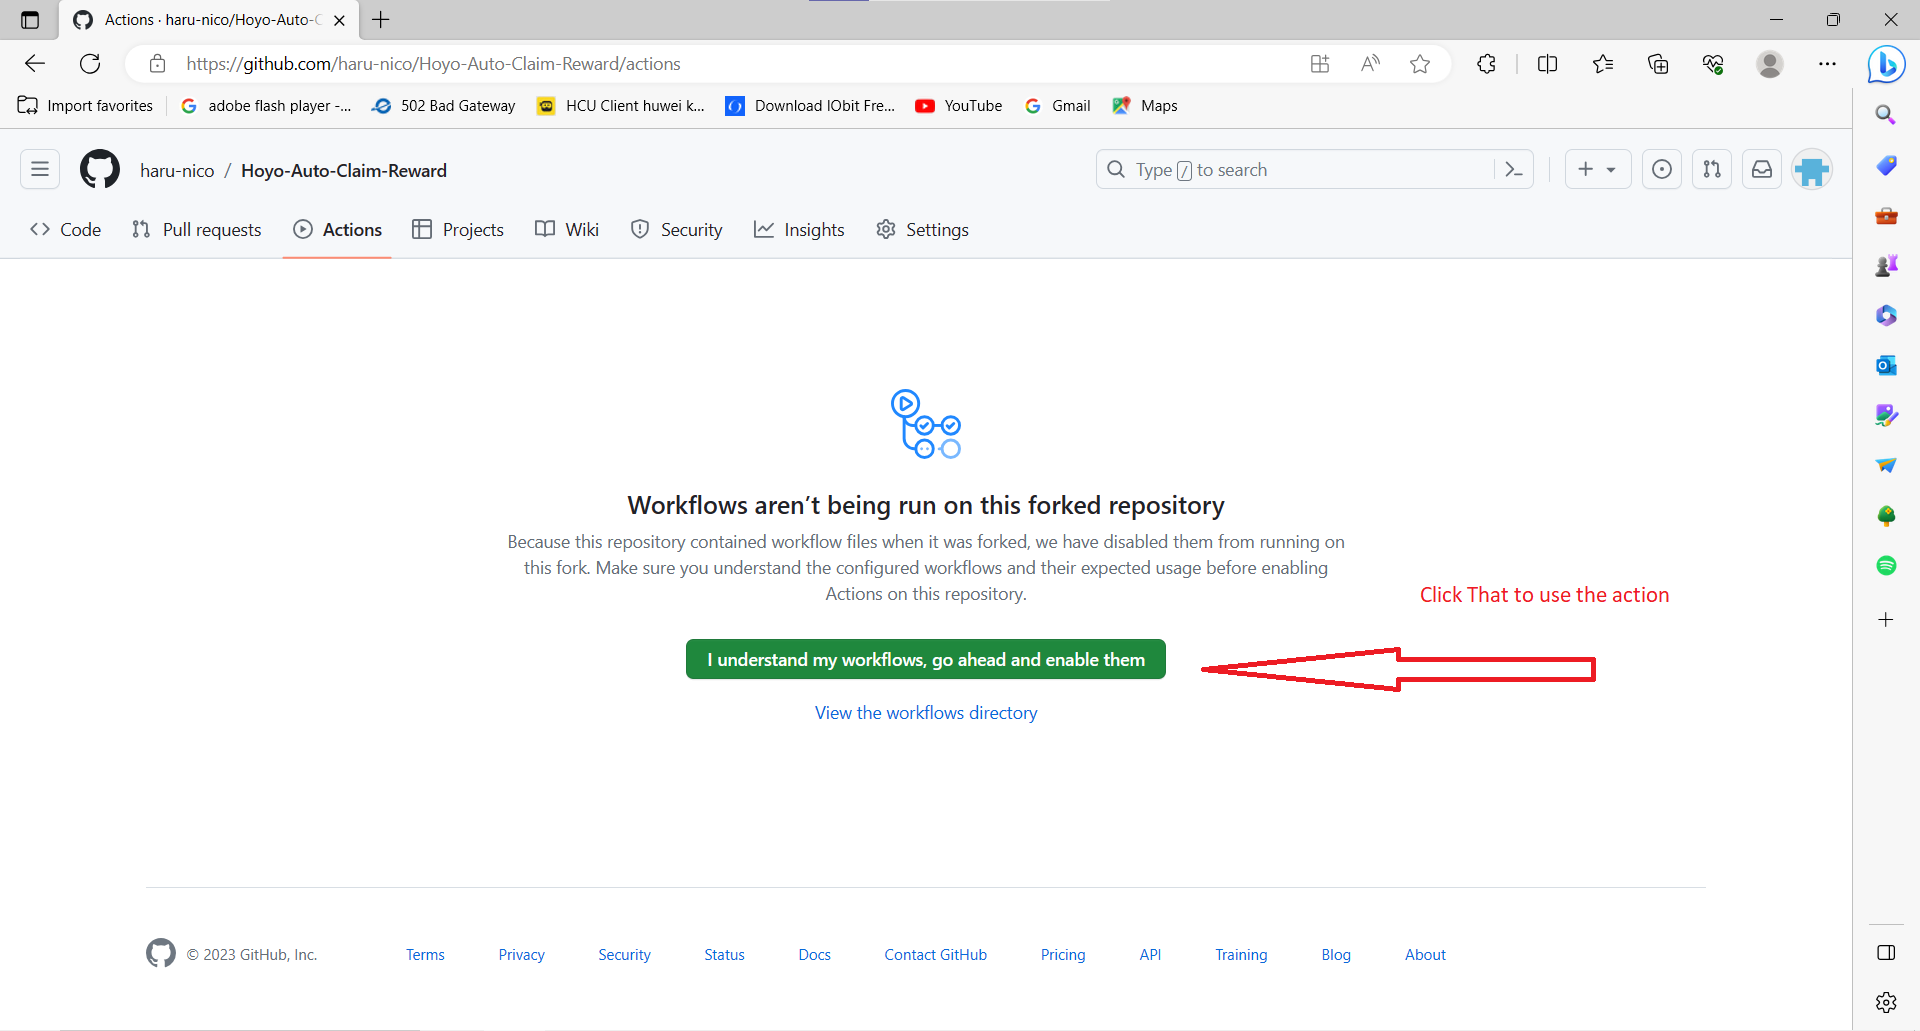 Actions · haru-nico/Hoyo-Auto-C
https://github.com/haru-nico/Hoyo-Auto-Claim-Reward/actions
Import favorites
adobe flash player -...
502 Bad Gateway
HCU Client huwei k...
Download IObit Fre...
YouTube
Gmail
Maps
haru-nico / Hoyo-Auto-Claim-Reward
Type / to search
Code
Pull requests
Actions
Projects
Wiki
Security
Insights
Settings
Workflows aren’t being run on this forked repository
Because this repository contained workflow files when it was forked, we have disabled them from running on
this fork. Make sure you understand the configured workflows and their expected usage before enabling
Actions on this repository.
Click That to use the action
I understand my workflows, go ahead and enable them
View the workflows directory
© 2023 GitHub, Inc.
Terms
Privacy
Security
Status
Docs
Contact GitHub
Pricing
API
Training
Blog
About